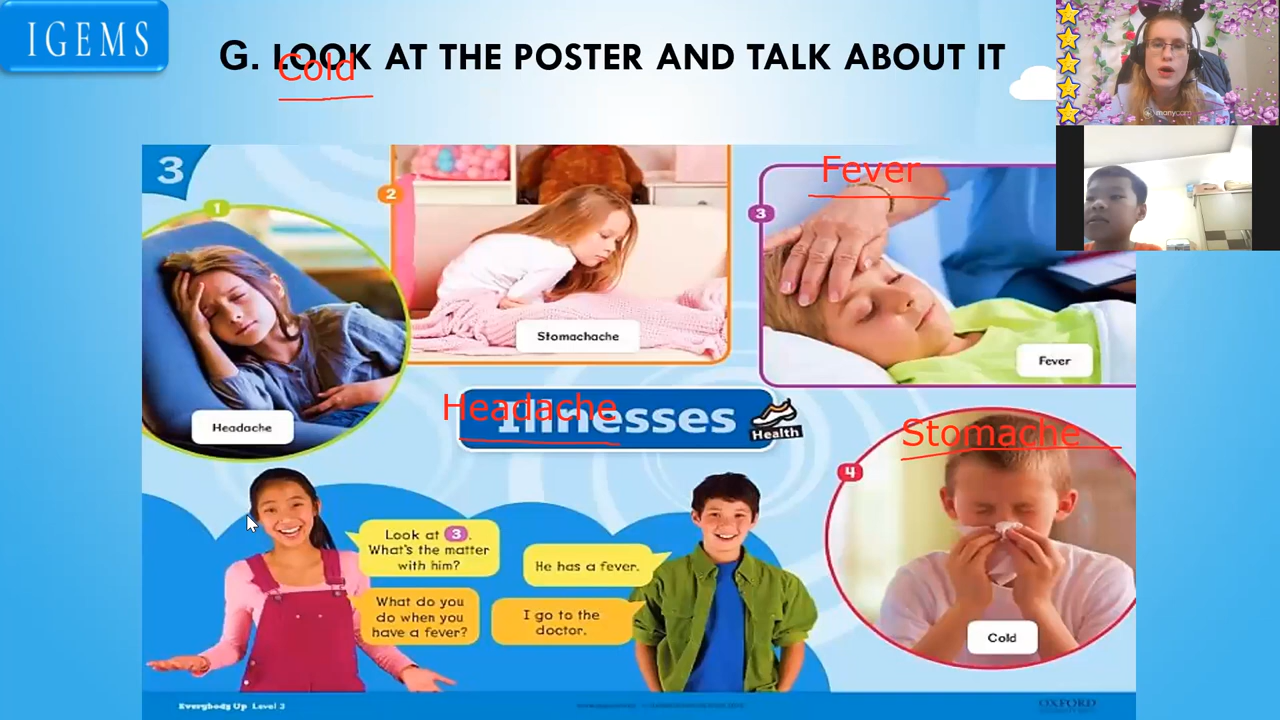 IGEMS
G. LOOK AT THE POSTER AND TALK ABOUT IT
Cold
manycam
3
1
2
3
Fever
Stomachache
Fever
Headache
Headache
Illnesses
Health
Stomache
4
Look at 3.
What's the matter
with him?
He has a fever.
What do you
do when you
have a fever?
I go to the
doctor.
Cold
Everybody Up Level 3
OXFORD